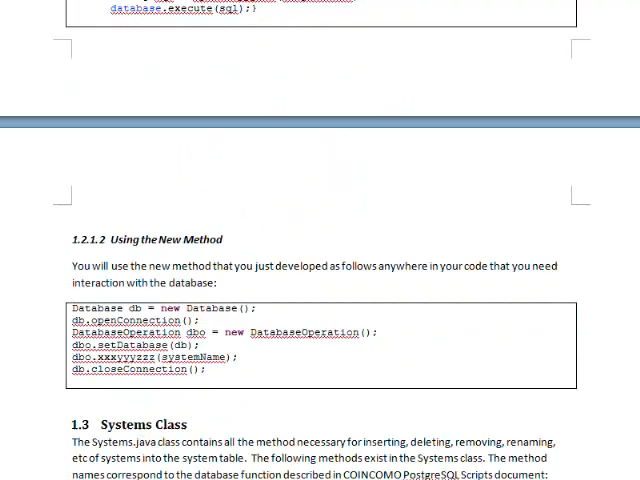 database.execute(sql);}
1.2.1.2 Using the New Method
You will use the new method that you just developed as follows anywhere in your code that you need
interaction with the database:
Database db = new Database();
db.openConnection();
DatabaseOperation dbo = new DatabaseOperation();
dbo.setDatabase(db);
dbo.xxxyyyzzz(systemName);
db.closeConnection();
1.3 Systems Class
The Systems.java class contains all the method necessary for inserting, deleting, removing, renaming,
etc of systems into the system table. The following methods exist in the Systems class. The method
names correspond to the database function described in COINCOMO PostgreSQL Scripts document: